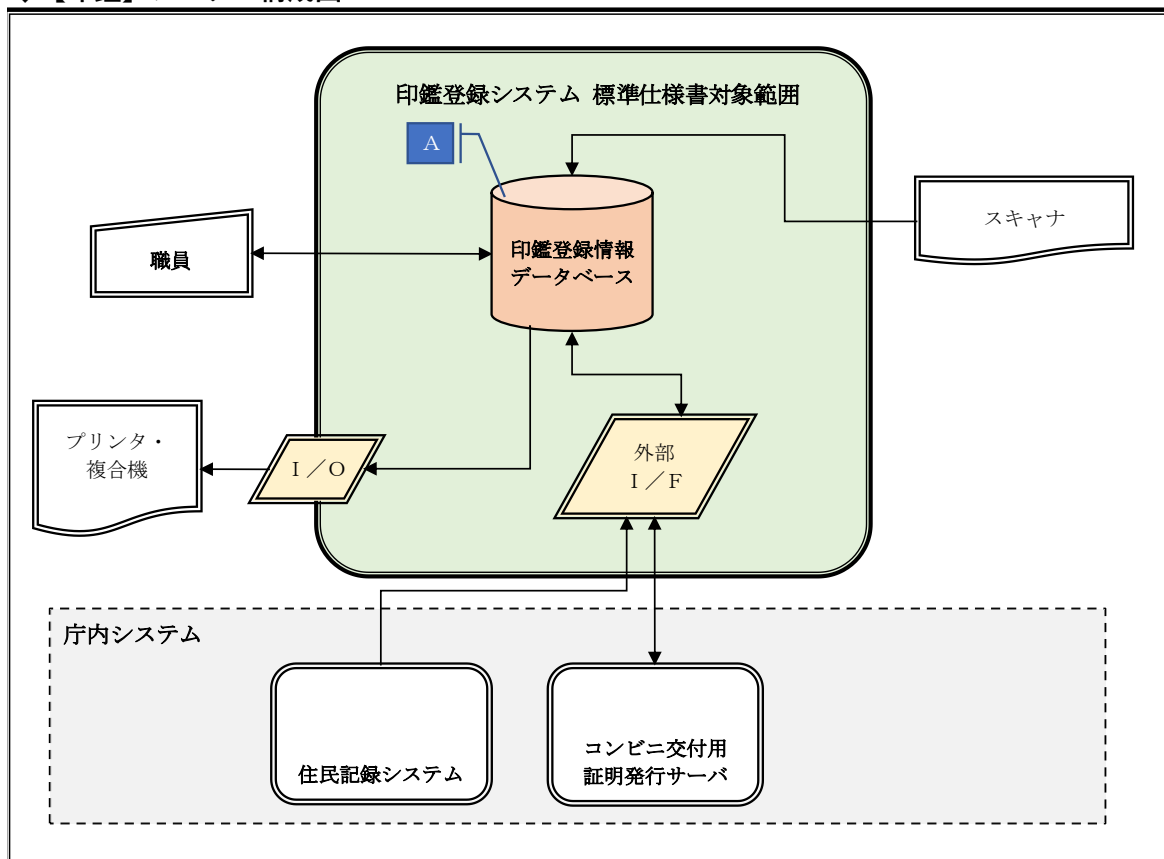 印鑑登録システム 標準仕様書対象範囲
A
スキャナ
職員
印鑑登録情報
データベース
プリンタ・
複合機
Ｉ／Ｏ
外部
Ｉ／Ｆ
庁内システム
住民記録システム
コンビニ交付用
証明発行サーバ